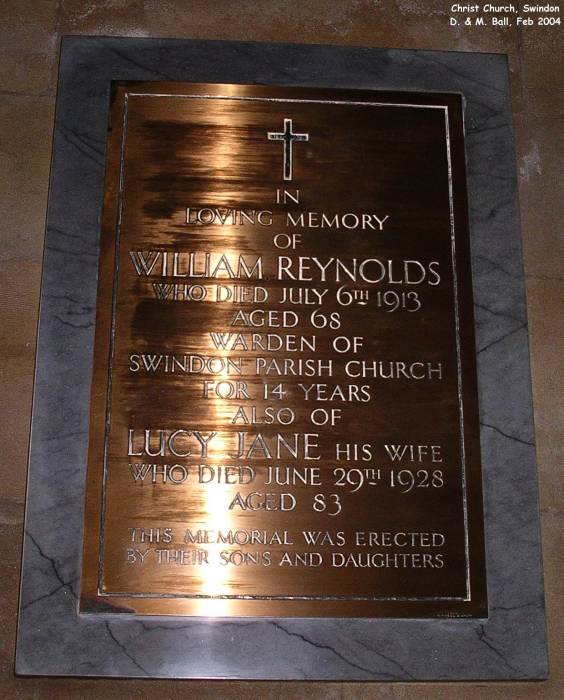 Christ Church, Swindon
D. & M. Ball, Feb 2004
IN
LOVING MEMORY
OF
WILLIAM REYNOLDS
WHO DIED JULY 6TH 1913
AGED 68
WARDEN OF
SWINDON PARISH CHURCH
FOR 14 YEARS
ALSO OF
LUCY JANE HIS WIFE
WHO DIED JUNE 29TH 1928
AGED 83
THIS MEMORIAL WAS ERECTED
BY THEIR SONS AND DAUGHTERS